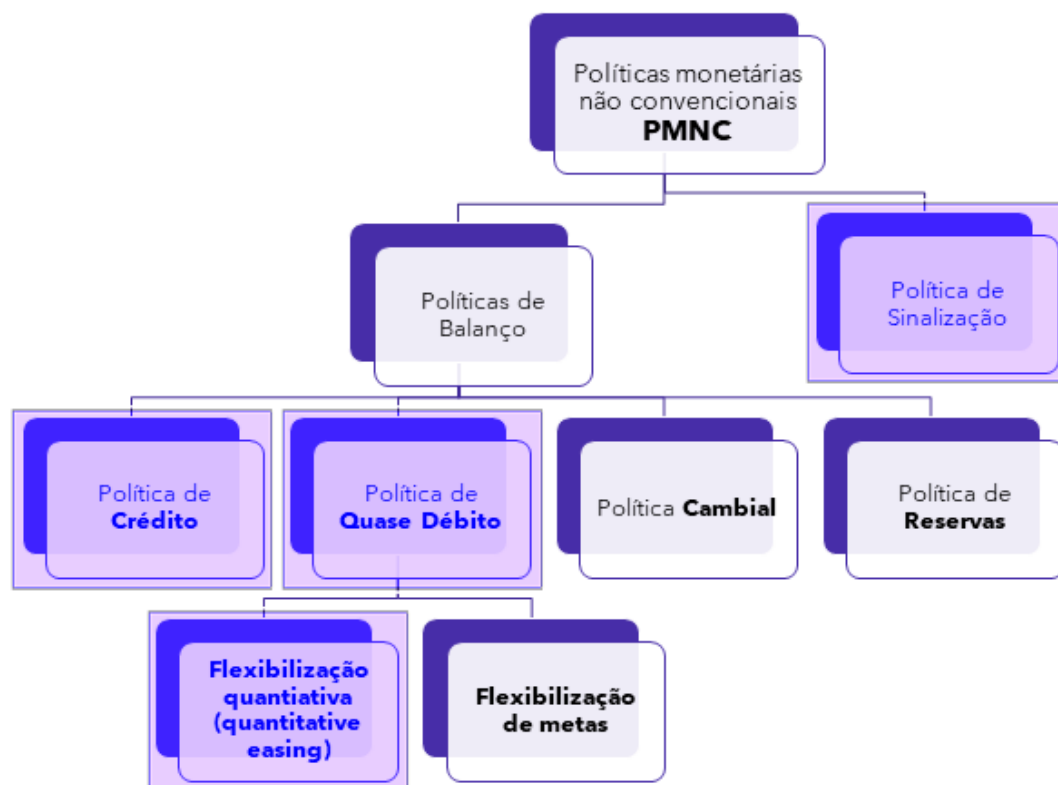 Políticas monetárias
não convencionais
PMNC
Políticas de
Balanço
Política de
Sinalização
Política de
Crédito
Política de
Quase Débito
Política Cambial
Política de
Reservas
Flexibilização
quantiativa
(quantitative
easing)
Flexibilização
de metas